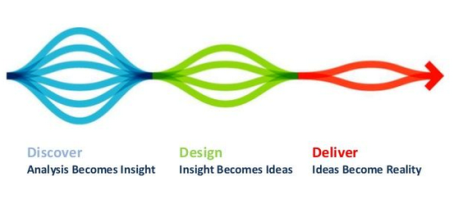 Discover
Analysis Becomes Insight
Design
Insight Becomes Ideas
Deliver
Ideas Become Reality